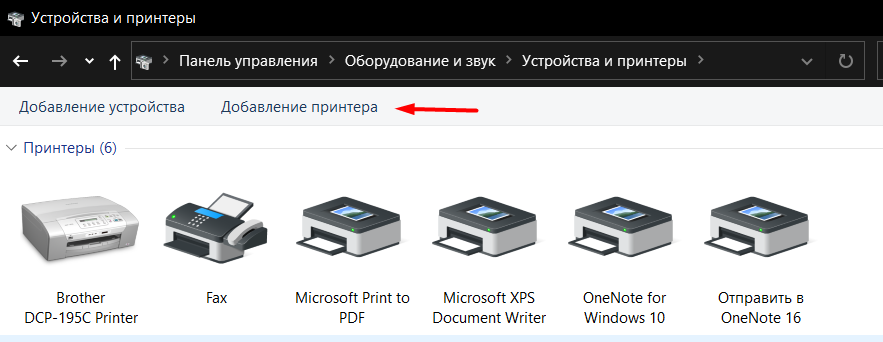 Устройства и принтеры
Панель управления > Оборудование и звук > Устройства и принтеры >
Добавление устройства Добавление принтера
Принтеры (6)
Brother
DCP-195C Printer
Fax
Microsoft Print to
PDF
Microsoft XPS
Document Writer
OneNote for
Windows 10
Отправить в
OneNote 16